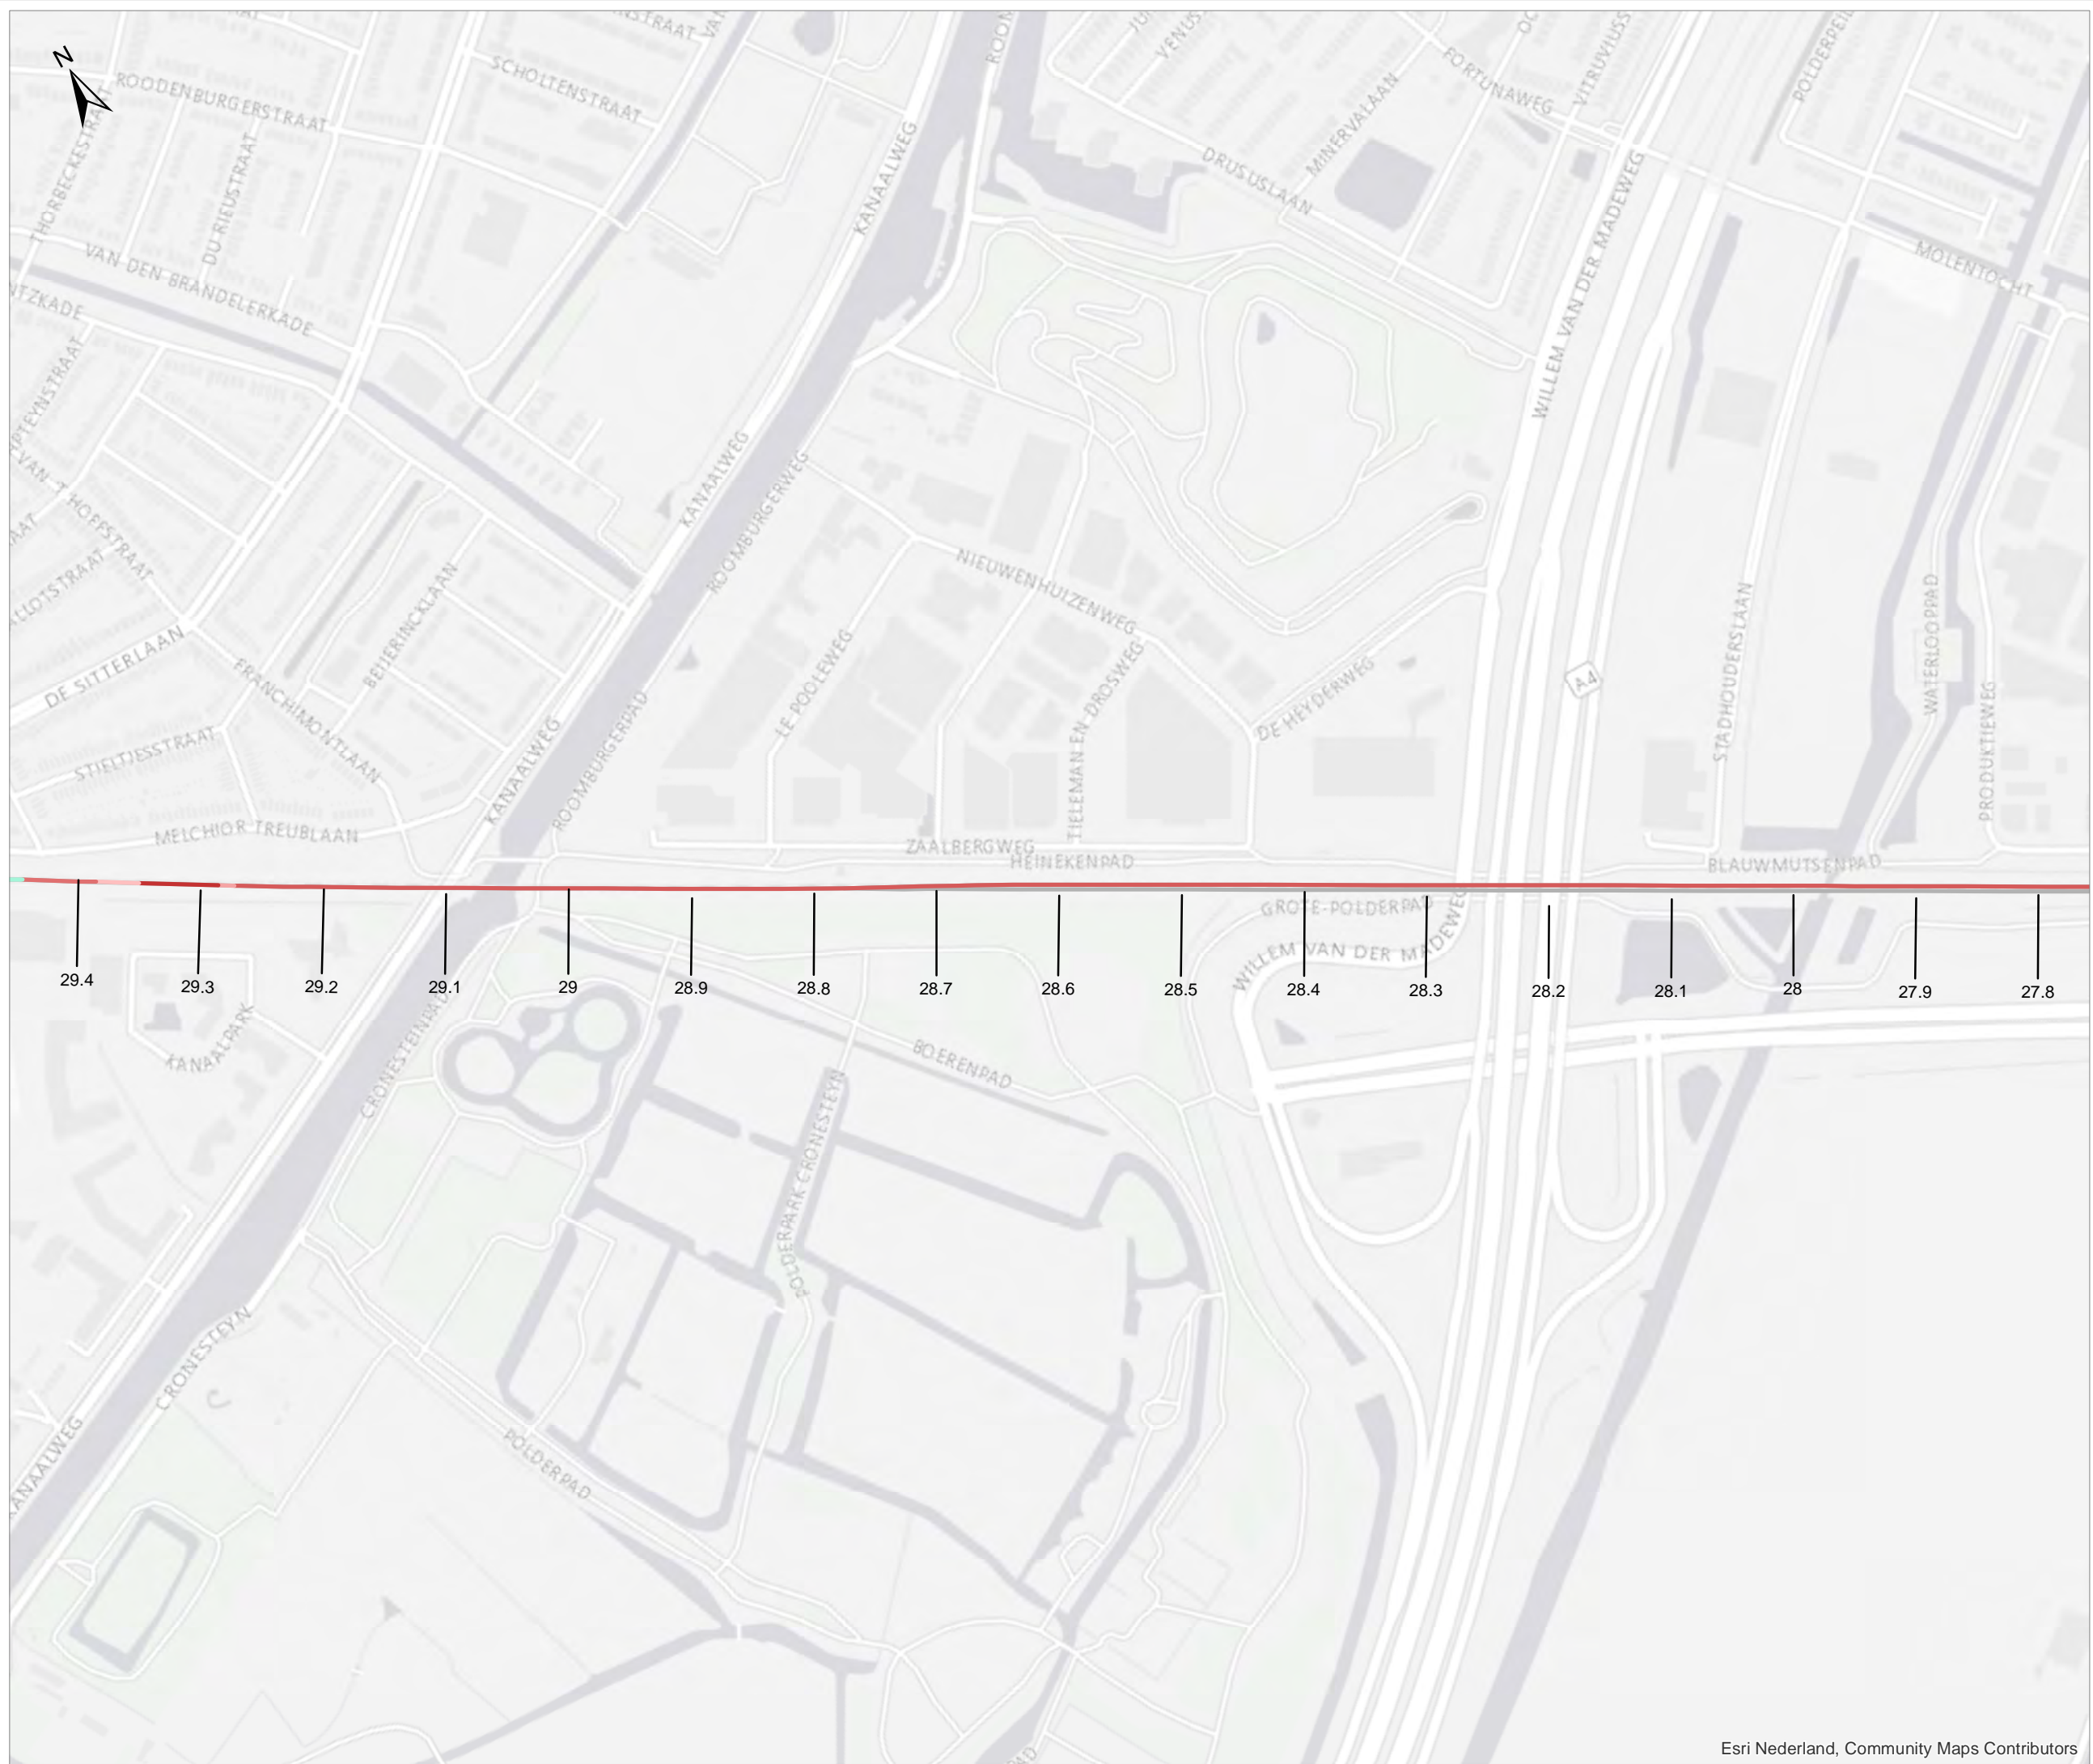 N
SCHOLTENSTRAAT
ROODENBURGERSTRAAT
THORBECKESTRAAT
DU RIEUSTRAAT
VAN DEN BRANDELERKADE
KANAALWEG
VENUS
FORTUNAWEG
VITRUVIUSS
POLDERPEIL
MINERVALAAN
DRUSUSLAAN
WILLEM VAN DER MADEWEG
MOLENTOCHT
NTZKADE
KANAALWEG
ROOMBURGERWEG
NIEUWENHUIZENWEG
DE SITTERLAAN
BEIJERINCKLAAN
FRANCHIMONTLAAN
STIELTJESSTRAAT
MELCHIOR TREUBLAAN
KANAALWEG
ROOMBURGERPAD
LE POOLEWEG
TIELEMAN EN DROSWEG
DE HEYDERWEG
A4
STADHOUDERSLAAN
WATERLOOPPAD
PRODUKTIEWEG
ZAALBERGWEG
HEINEKENPAD
BLAUWMUTSENPAD
GROTE-POLDERPAD
WILLEM VAN DER MADEWEG
29.4
29.3
29.2
29.1
29
28.9
28.8
28.7
28.6
28.5
28.4
28.3
28.2
28.1
28
27.9
27.8
KANAALPARK
CRONESTEINPAD
BOERENPAD
POLDERPARK CRONESTEYN
CRONESTEYN
KANAALWEG
POLDERPAD
Esri Nederland, Community Maps Contributors